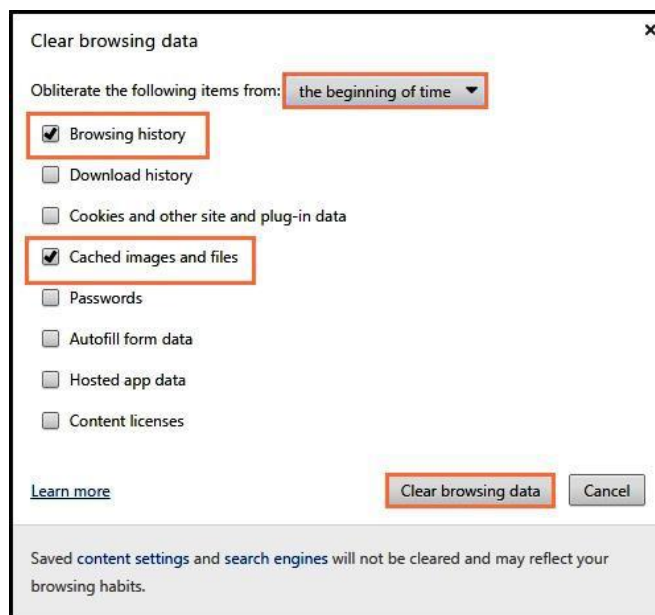 Clear browsing data
Obliterate the following items from: the beginning of time
Browsing history
Download history
Cookies and other site and plug-in data
Cached images and files
Passwords
Autofill form data
Hosted app data
Content licenses
Learn more Clear browsing data Cancel
Saved content settings and search engines will not be cleared and may reflect your
browsing habits.